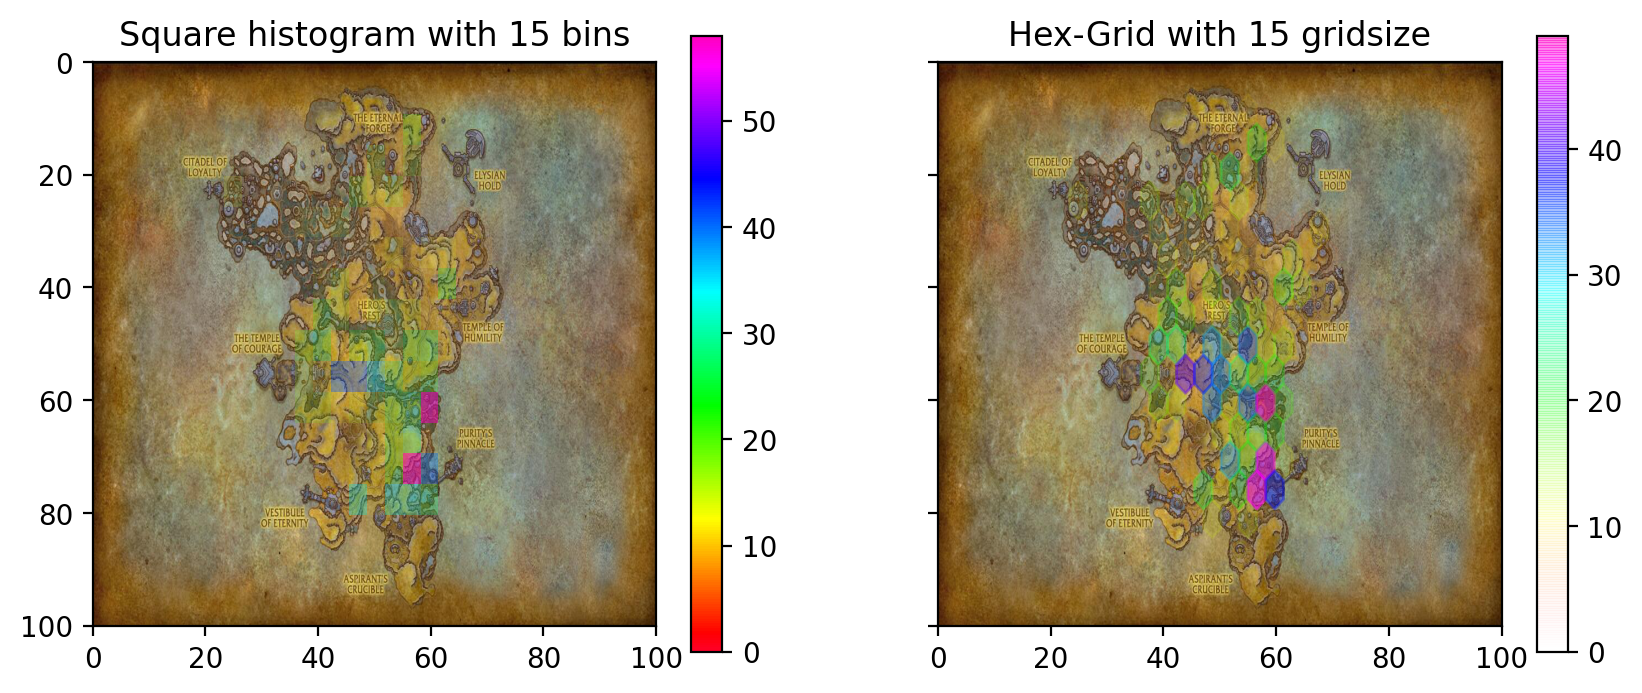 Square histogram with 15 bins
0
20
40
60
80
100
0
20
40
60
80
100
THE ETERNAL
FORGE
CITADEL OF
LOYALTY
ELYSIAN
HOLD
HERO'S
REST
THE TEMPLE
OF COURAGE
TEMPLE OF
HUMILITY
PURITY'S
PINNACLE
VESTIBULE
OF ETERNITY
ASPIRANT'S
CRUCIBLE
50
40
30
20
10
0
Hex-Grid with 15 gridsize
THE ETERNAL
FORGE
CITADEL OF
LOYALTY
ELYSIAN
HOLD
HERO'S
REST
THE TEMPLE
OF COURAGE
TEMPLE OF
HUMILITY
PURITY'S
PINNACLE
VESTIBULE
OF ETERNITY
ASPIRANT'S
CRUCIBLE
0
20
40
60
80
100
40
30
20
10
0